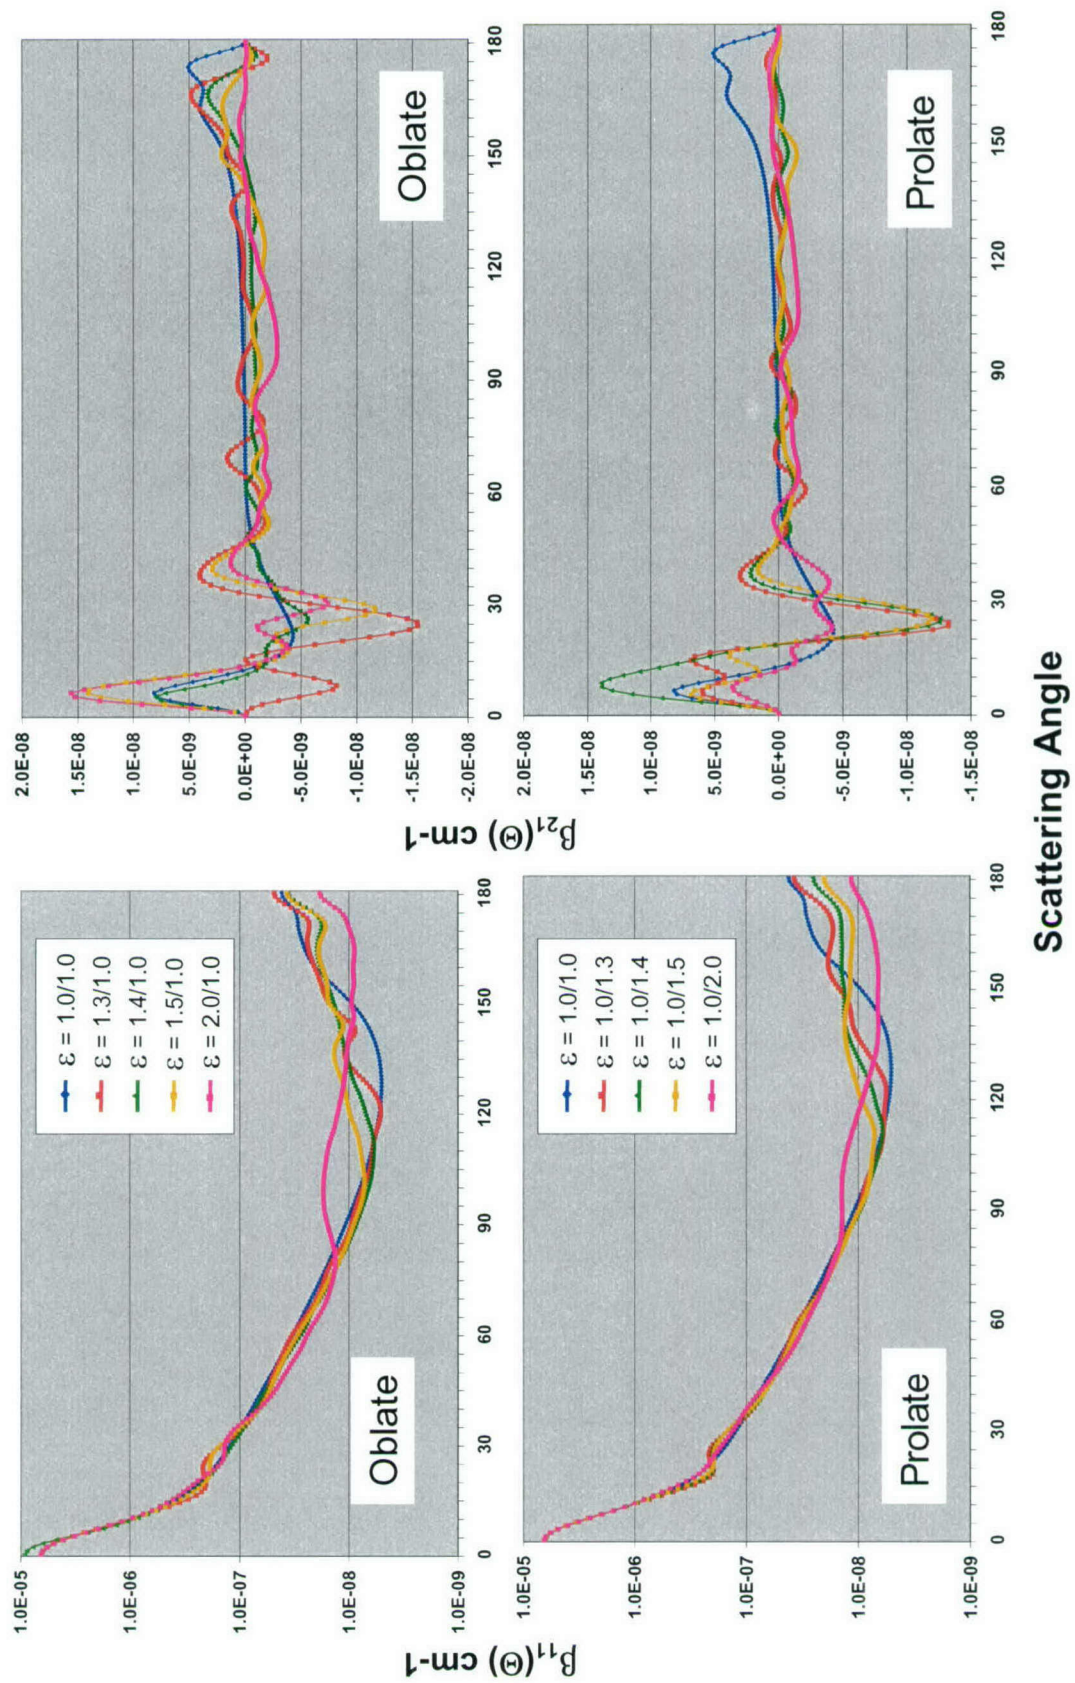 β₁₁(Θ) cm-1
1.0E-05
1.0E-06
1.0E-07
1.0E-08
1.0E-09
0
30
60
90
120
150
180
Oblate
ε = 1.0/1.0
ε = 1.3/1.0
ε = 1.4/1.0
ε = 1.5/1.0
ε = 2.0/1.0
β₂₁(Θ) cm-1
2.0E-08
1.5E-08
1.0E-08
5.0E-09
0.0E+00
-5.0E-09
-1.0E-08
-1.5E-08
-2.0E-08
0
30
60
90
120
150
180
Oblate
1.0E-05
1.0E-06
1.0E-07
1.0E-08
1.0E-09
0
30
60
90
120
150
180
Prolate
ε = 1.0/1.0
ε = 1.0/1.3
ε = 1.0/1.4
ε = 1.0/1.5
ε = 1.0/2.0
1.5E-08
1.0E-08
5.0E-09
0.0E+00
-5.0E-09
-1.0E-08
-1.5E-08
0
30
60
90
120
150
180
Prolate
Scattering Angle